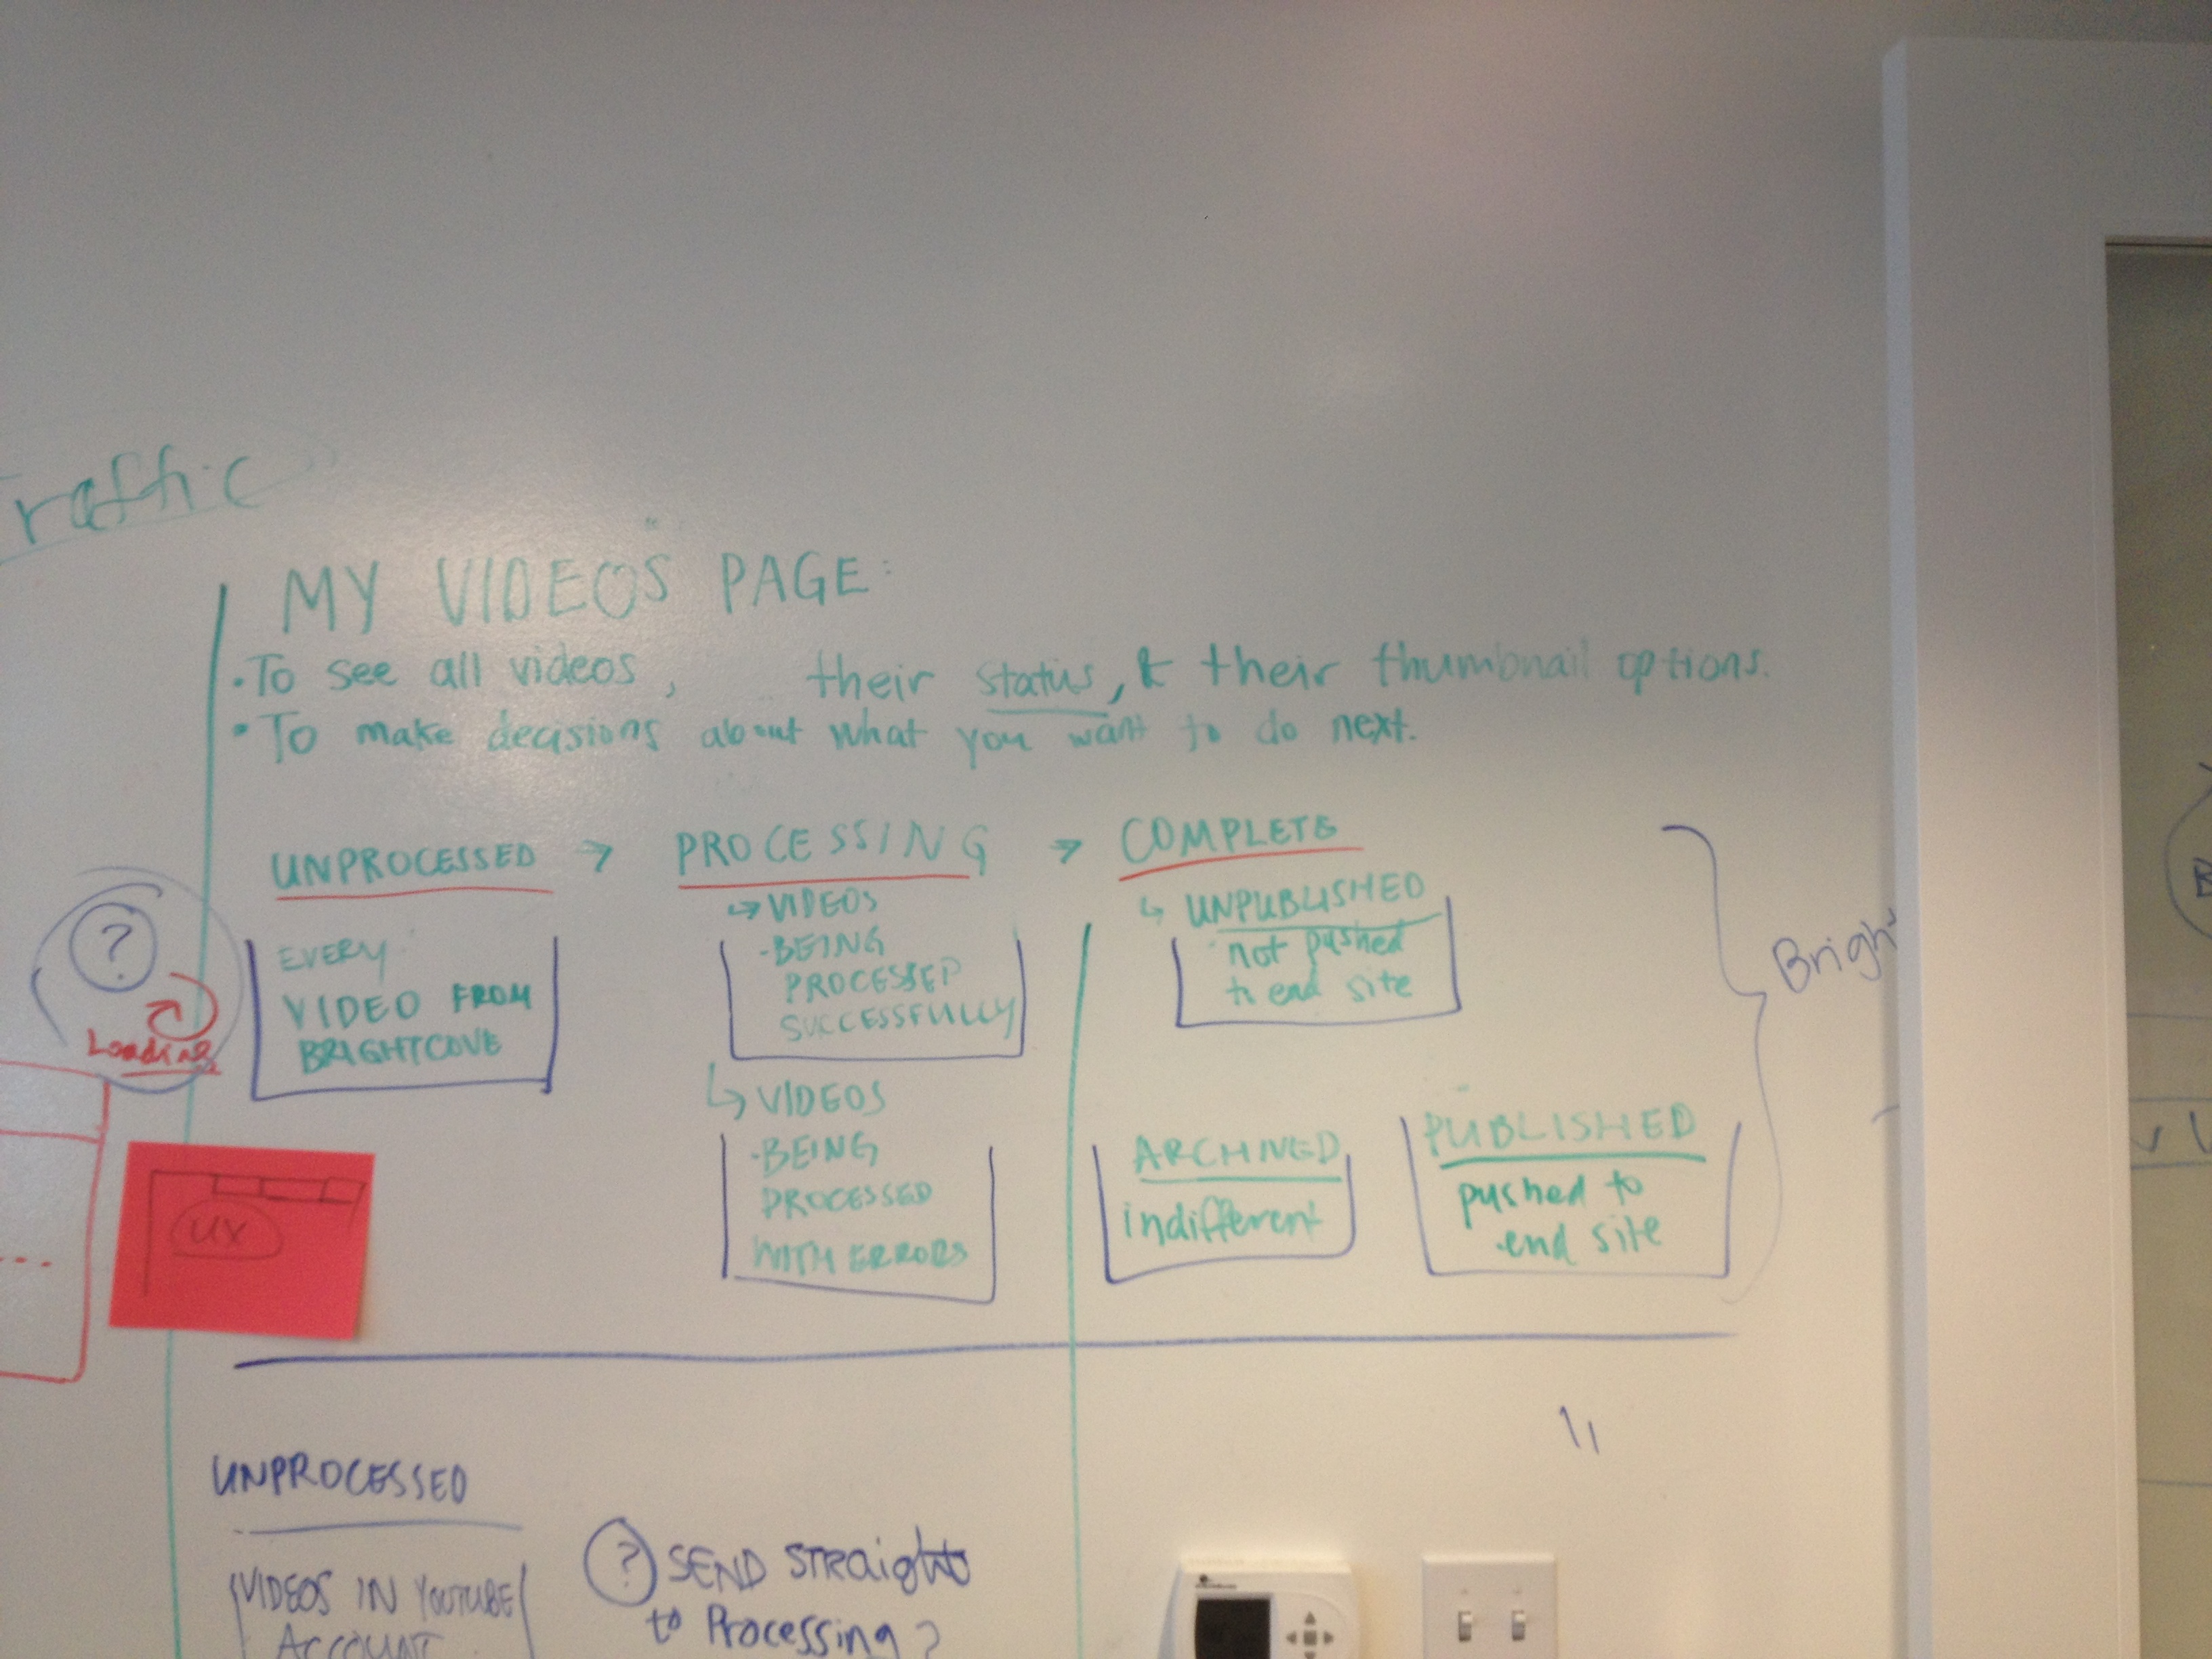 Traffic
MY VIDEOS PAGE:
• To see all videos, their status, & their thumbnail options.
• To make decisions about what you want to do next.
UNPROCESSED → PROCESSING → COMPLETE
EVERY
VIDEO FROM
BRIGHTCOVE
↳ VIDEOS
- BEING
PROCESSED
SUCCESSFULLY
↳ VIDEOS
- BEING
PROCESSED
WITH ERRORS
↳ UNPUBLISHED
not pushed
to end site
ARCHIVED
indifferent
PUBLISHED
pushed to
end site
Bright
?
Loading
UX
UNPROCESSED
VIDEOS IN YOUTUBE
ACCOUNT
? SEND STRaight
to Processing?
B